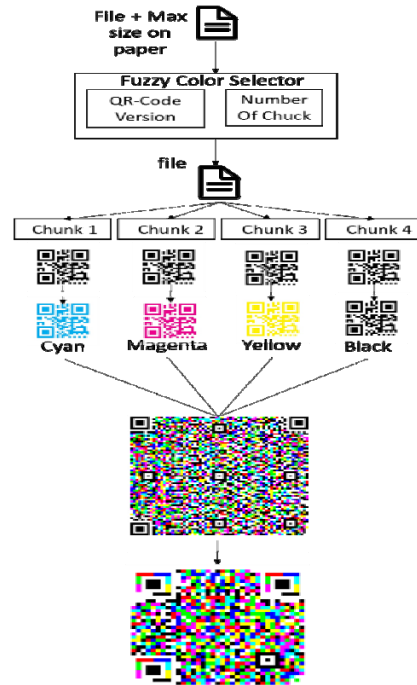 File + Max
size on
paper
Fuzzy Color Selector
QR-Code
Version
Number
Of Chuck
file
Chunk 1
Chunk 2
Chunk 3
Chunk 4
Cyan
Magenta
Yellow
Black